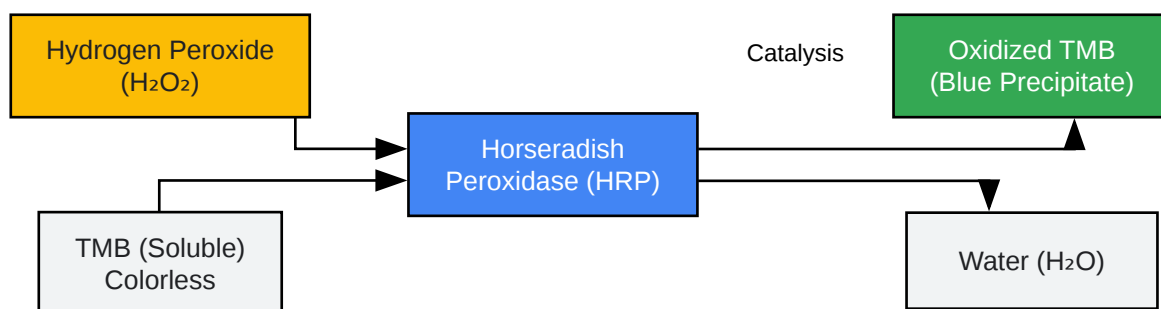 Hydrogen Peroxide
(H₂O₂)
Catalysis
Oxidized TMB
(Blue Precipitate)
Horseradish
Peroxidase (HRP)
TMB (Soluble)
Colorless
Water (H₂O)